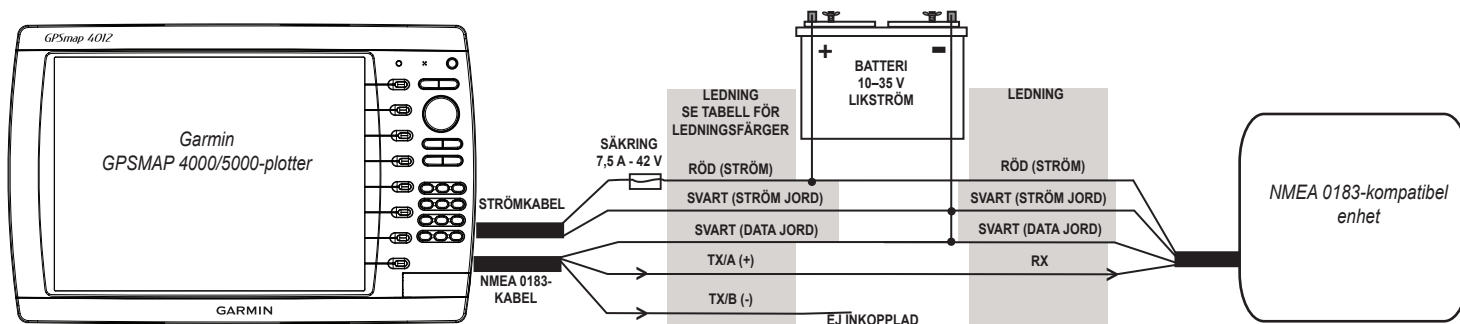 GPSmap 4012
Garmin
GPSMAP 4000/5000-plotter
GARMIN
STRÖMKABEL
NMEA 0183-
KABEL
SÄKRING
7,5 A - 42 V
LEDNING
SE TABELL FÖR
LEDNINGSFÄRGER
RÖD (STRÖM)
SVART (STRÖM JORD)
SVART (DATA JORD)
TX/A (+)
TX/B (-)
EJ INKOPPLAD
+ -
BATTERI
10–35 V
LIKSTRÖM
LEDNING
RÖD (STRÖM)
SVART (STRÖM JORD)
SVART (DATA JORD)
RX
NMEA 0183-kompatibel
enhet